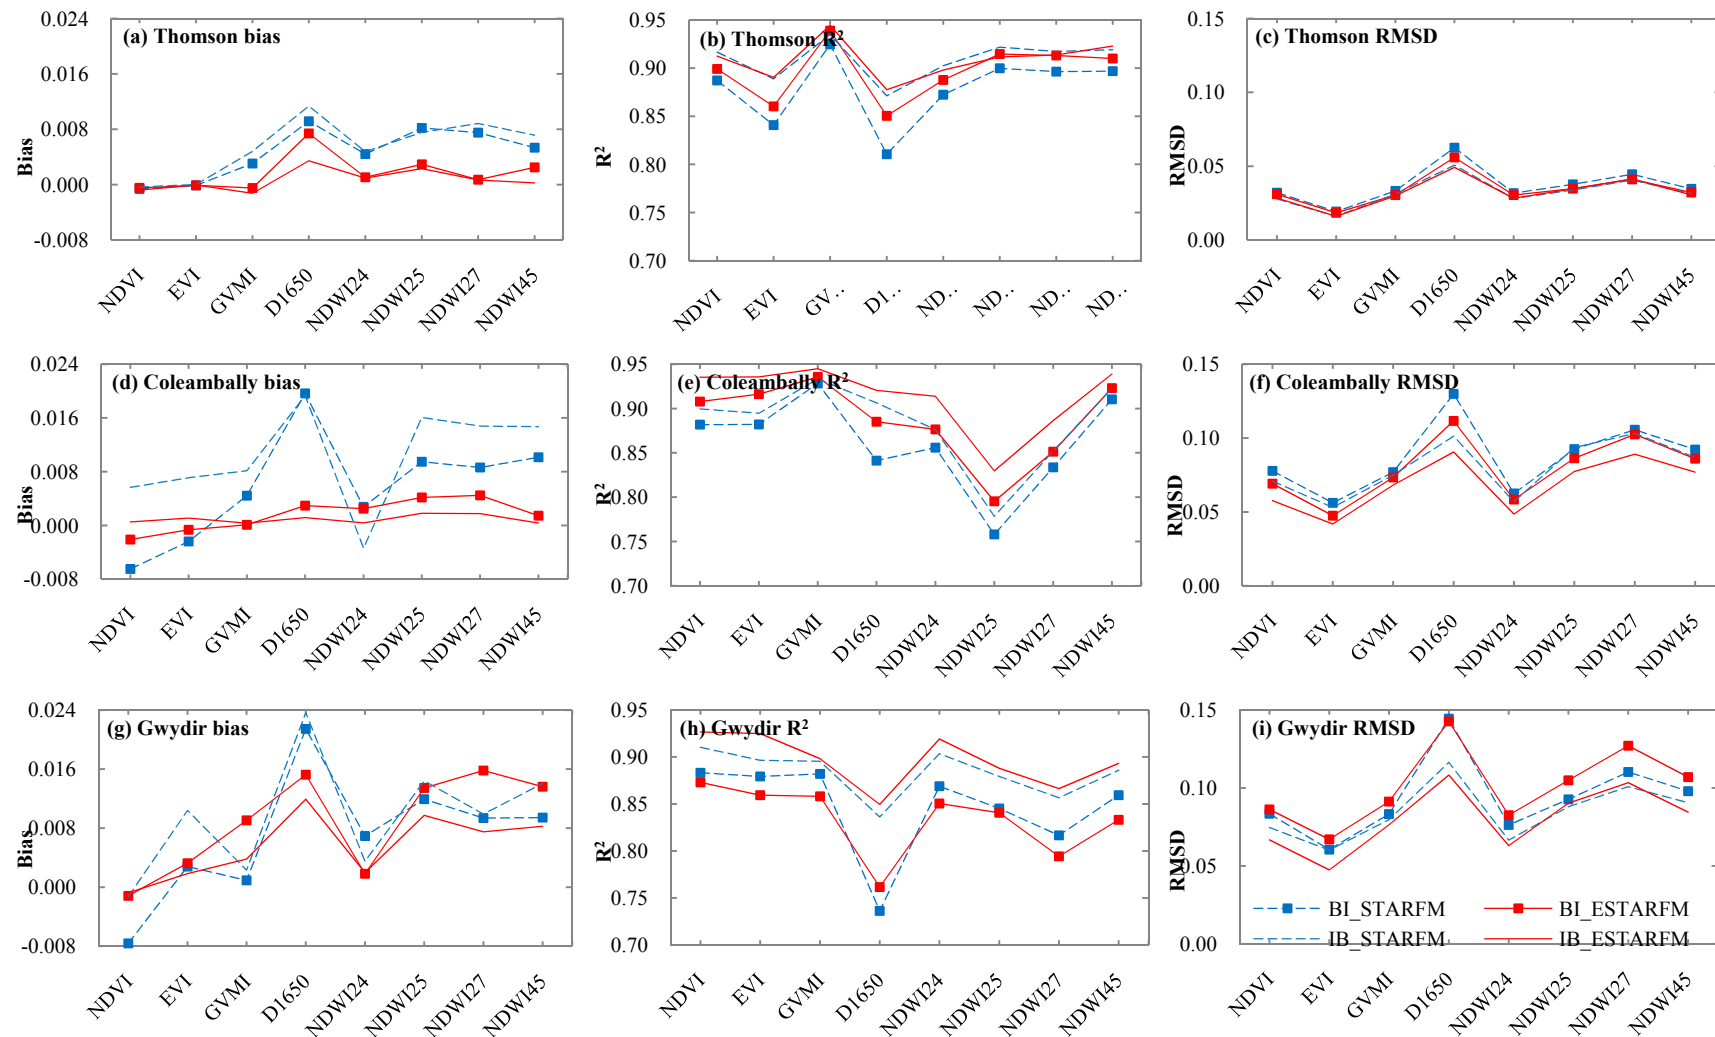 (a) Thomson bias
0.024
0.016
0.008
0.000
-0.008
Bias
NDVI
EVI
GVMI
D1650
NDWI24
NDWI25
NDWI27
NDWI45
(b) Thomson R²
0.95
0.90
0.85
0.80
0.75
0.70
R²
NDVI
EVI
GV..
D1..
ND..
ND..
ND..
ND..
(c) Thomson RMSD
0.15
0.10
0.05
0.00
RMSD
NDVI
EVI
GVMI
D1650
NDWI24
NDWI25
NDWI27
NDWI45
(d) Coleambally bias
0.024
0.016
0.008
0.000
-0.008
Bias
NDVI
EVI
GVMI
D1650
NDWI24
NDWI25
NDWI27
NDWI45
(e) Coleambally R²
0.95
0.90
0.85
0.80
0.75
0.70
R²
NDVI
EVI
GVMI
D1650
NDWI24
NDWI25
NDWI27
NDWI45
(f) Coleambally RMSD
0.15
0.10
0.05
0.00
RMSD
NDVI
EVI
GVMI
D1650
NDWI24
NDWI25
NDWI27
NDWI45
(g) Gwydir bias
0.024
0.016
0.008
0.000
-0.008
Bias
NDVI
EVI
GVMI
D1650
NDWI24
NDWI25
NDWI27
NDWI45
(h) Gwydir R²
0.95
0.90
0.85
0.80
0.75
0.70
R²
NDVI
EVI
GVMI
D1650
NDWI24
NDWI25
NDWI27
NDWI45
(i) Gwydir RMSD
0.15
0.10
0.05
0.00
RMSD
BI_STARFM
BI_ESTARFM
IB_STARFM
IB_ESTARFM
NDVI
EVI
GVMI
D1650
NDWI24
NDWI25
NDWI27
NDWI45